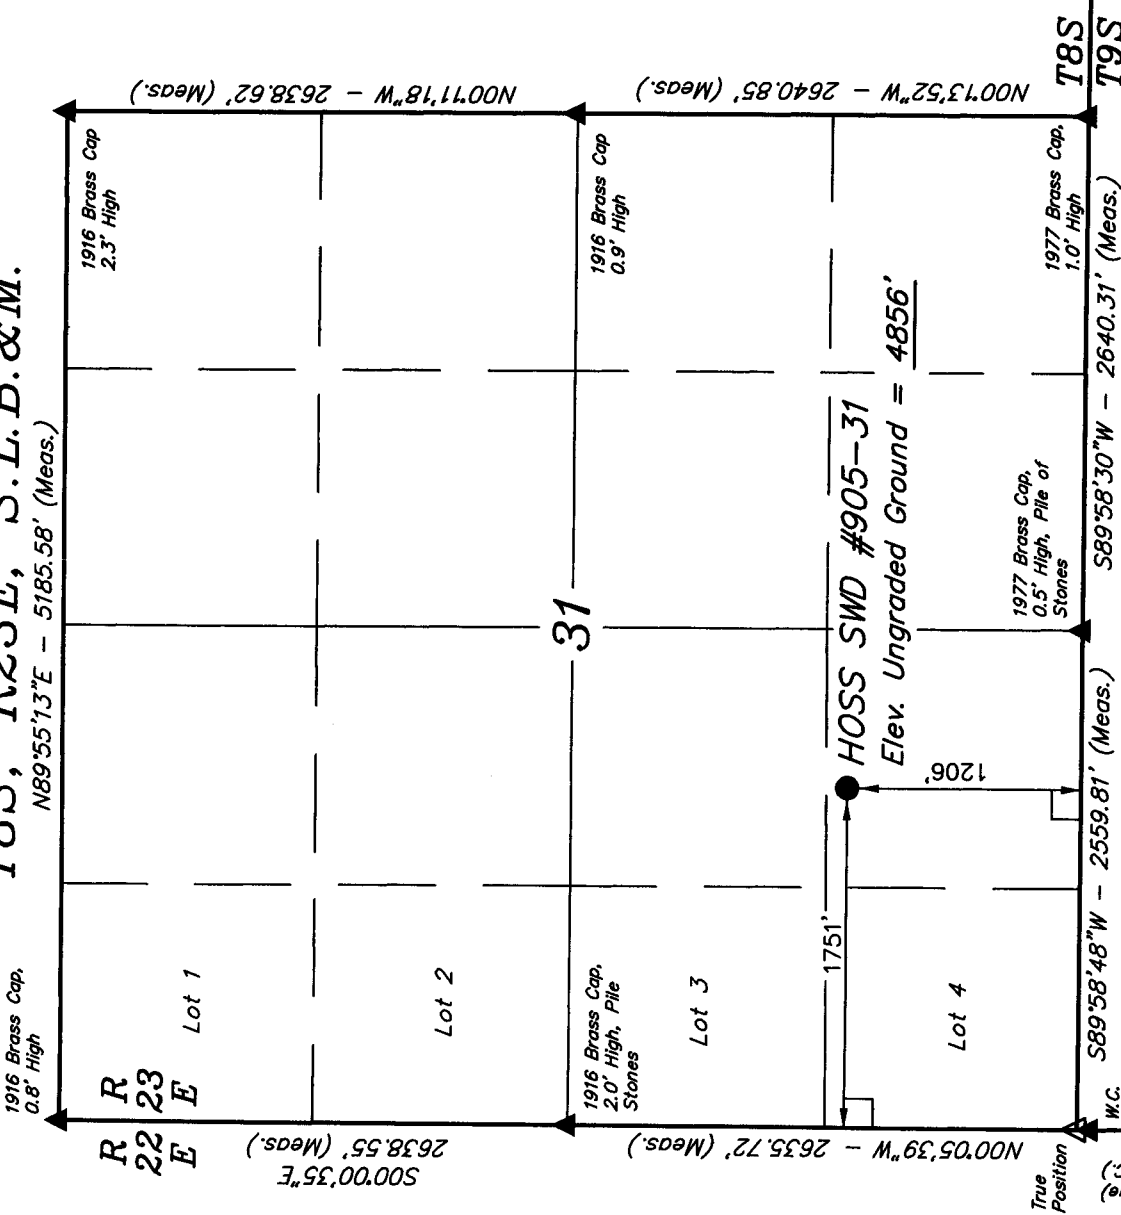 T8S, R23E, S.L.B.&M.
N89°55'13"E - 5185.58' (Meas.)
1916 Brass Cap,
0.8' High
1916 Brass Cap
2.3' High
R R
22 23
E E
Lot 1
Lot 2
S00°00'35"E
2638.55' (Meas.)
N00°11'18"W - 2638.62' (Meas.)
1916 Brass Cap,
2.0' High, Pile
Stones
31
1916 Brass Cap
0.9' High
Lot 3
Lot 4
N00°05'39"W - 2635.72' (Meas.)
N00°13'52"W - 2640.85' (Meas.)
1751'
1206'
HOSS SWD #905-31
Elev. Ungraded Ground = 4856'
1977 Brass Cap,
0.5' High, Pile of
Stones
1977 Brass Cap,
1.0' High
True
Position
W.C.
S89°58'48"W - 2559.81' (Meas.)
S89°58'30"W - 2640.31' (Meas.)
T8S
T9S